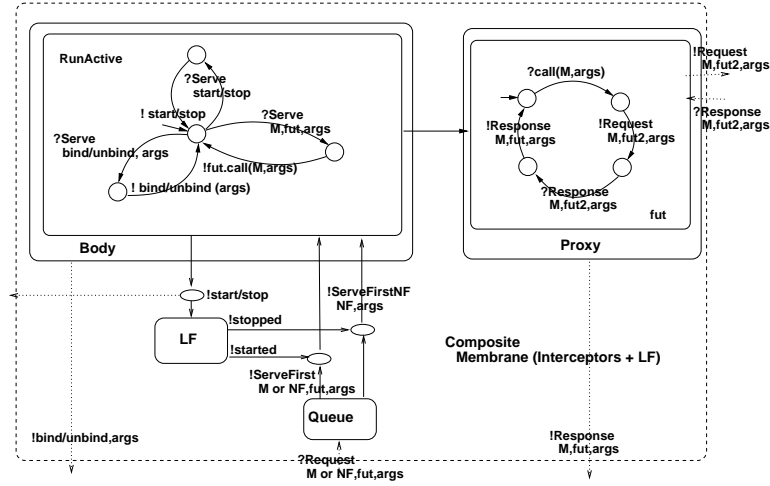 RunActive
?Serve
start/stop
! start/stop
?Serve
M,fut,args
?Serve
bind/unbind, args
!fut.call(M,args)
! bind/unbind (args)
Body
?call(M,args)
!Response
M,fut,args
!Request
M,fut2,args
?Response
M,fut2,args
fut
Proxy
!Request
M,fut2,args
?Response
M,fut2,args
!start/stop
!ServeFirstNF
NF,args
LF
!stopped
!started
!ServeFirst
M or NF,fut,args
Composite
Membrane (Interceptors + LF)
Queue
!bind/unbind,args
?Request
M or NF,fut,args
!Response
M,fut,args